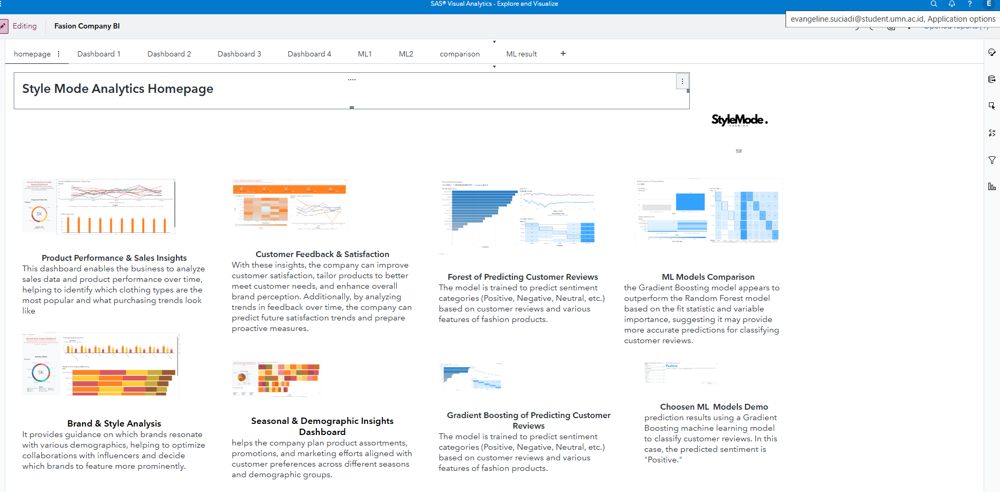 SAS® Visual Analytics - Explore and Visualize
E
evangeline.suciadi@student.umn.ac.id, Application options
Editing
Fasion Company BI
homepage
Dashboard 1
Dashboard 2
Dashboard 3
Dashboard 4
ML1
ML2
comparison
ML result
Style Mode Analytics Homepage
StyleMode.
FASHION
5K
Product Performance & Sales Insights
This dashboard enables the business to analyze
sales data and product performance over time,
helping to identify which clothing types are the
most popular and what purchasing trends look
like
Customer Feedback & Satisfaction
With these insights, the company can improve
customer satisfaction, tailor products to better
meet customer needs, and enhance overall
brand perception. Additionally, by analyzing
trends in feedback over time, the company can
predict future satisfaction trends and prepare
proactive measures.
Forest of Predicting Customer Reviews
The model is trained to predict sentiment
categories (Positive, Negative, Neutral, etc.)
based on customer reviews and various
features of fashion products.
ML Models Comparison
the Gradient Boosting model appears to
outperform the Random Forest model
based on the fit statistic and variable
importance, suggesting it may provide
more accurate predictions for classifying
customer reviews.
5K
Brand & Style Analysis
It provides guidance on which brands resonate
with various demographics, helping to optimize
collaborations with influencers and decide
which brands to feature more prominently.
Seasonal & Demographic Insights
Dashboard
helps the company plan product assortments,
promotions, and marketing efforts aligned with
customer preferences across different seasons
and demographic groups.
Gradient Boosting of Predicting Customer
Reviews
The model is trained to predict sentiment
categories (Positive, Negative, Neutral, etc.)
based on customer reviews and various
features of fashion products.
Positive
Choosen ML Models Demo
prediction results using a Gradient
Boosting machine learning model
to classify customer reviews. In this
case, the predicted sentiment is
"Positive."